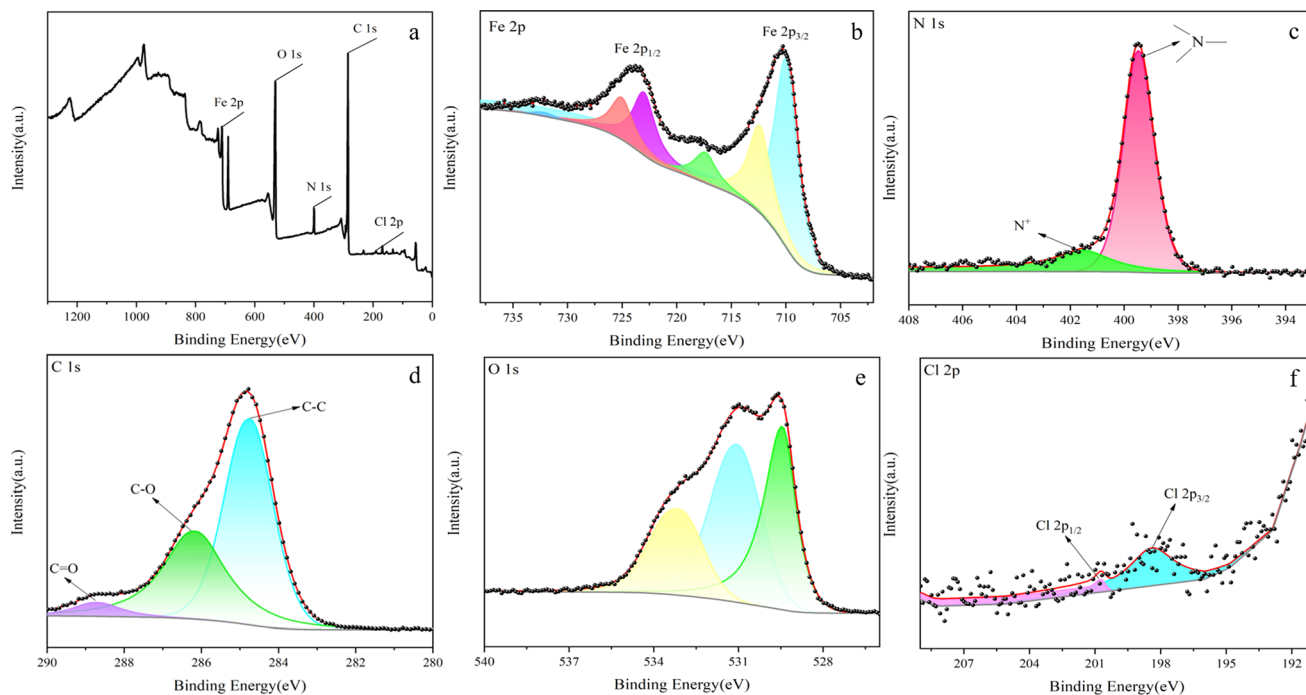 a
C 1s
O 1s
Fe 2p
N 1s
Cl 2p
Intensity(a.u.)
1200 1000 800 600 400 200 0
Binding Energy(eV)
Fe 2p
b
Fe 2p3/2
Fe 2p1/2
Intensity(a.u.)
735 730 725 720 715 710 705
Binding Energy(eV)
N 1s
c
N
N+
Intensity(a.u.)
408 406 404 402 400 398 396 394
Binding Energy(eV)
C 1s
d
C-C
C-O
C=O
Intensity(a.u.)
290 288 286 284 282 280
Binding Energy(eV)
O 1s
e
Intensity(a.u.)
540 537 534 531 528
Binding Energy(eV)
Cl 2p
f
Cl 2p3/2
Cl 2p1/2
Intensity(a.u.)
207 204 201 198 195 192
Binding Energy(eV)